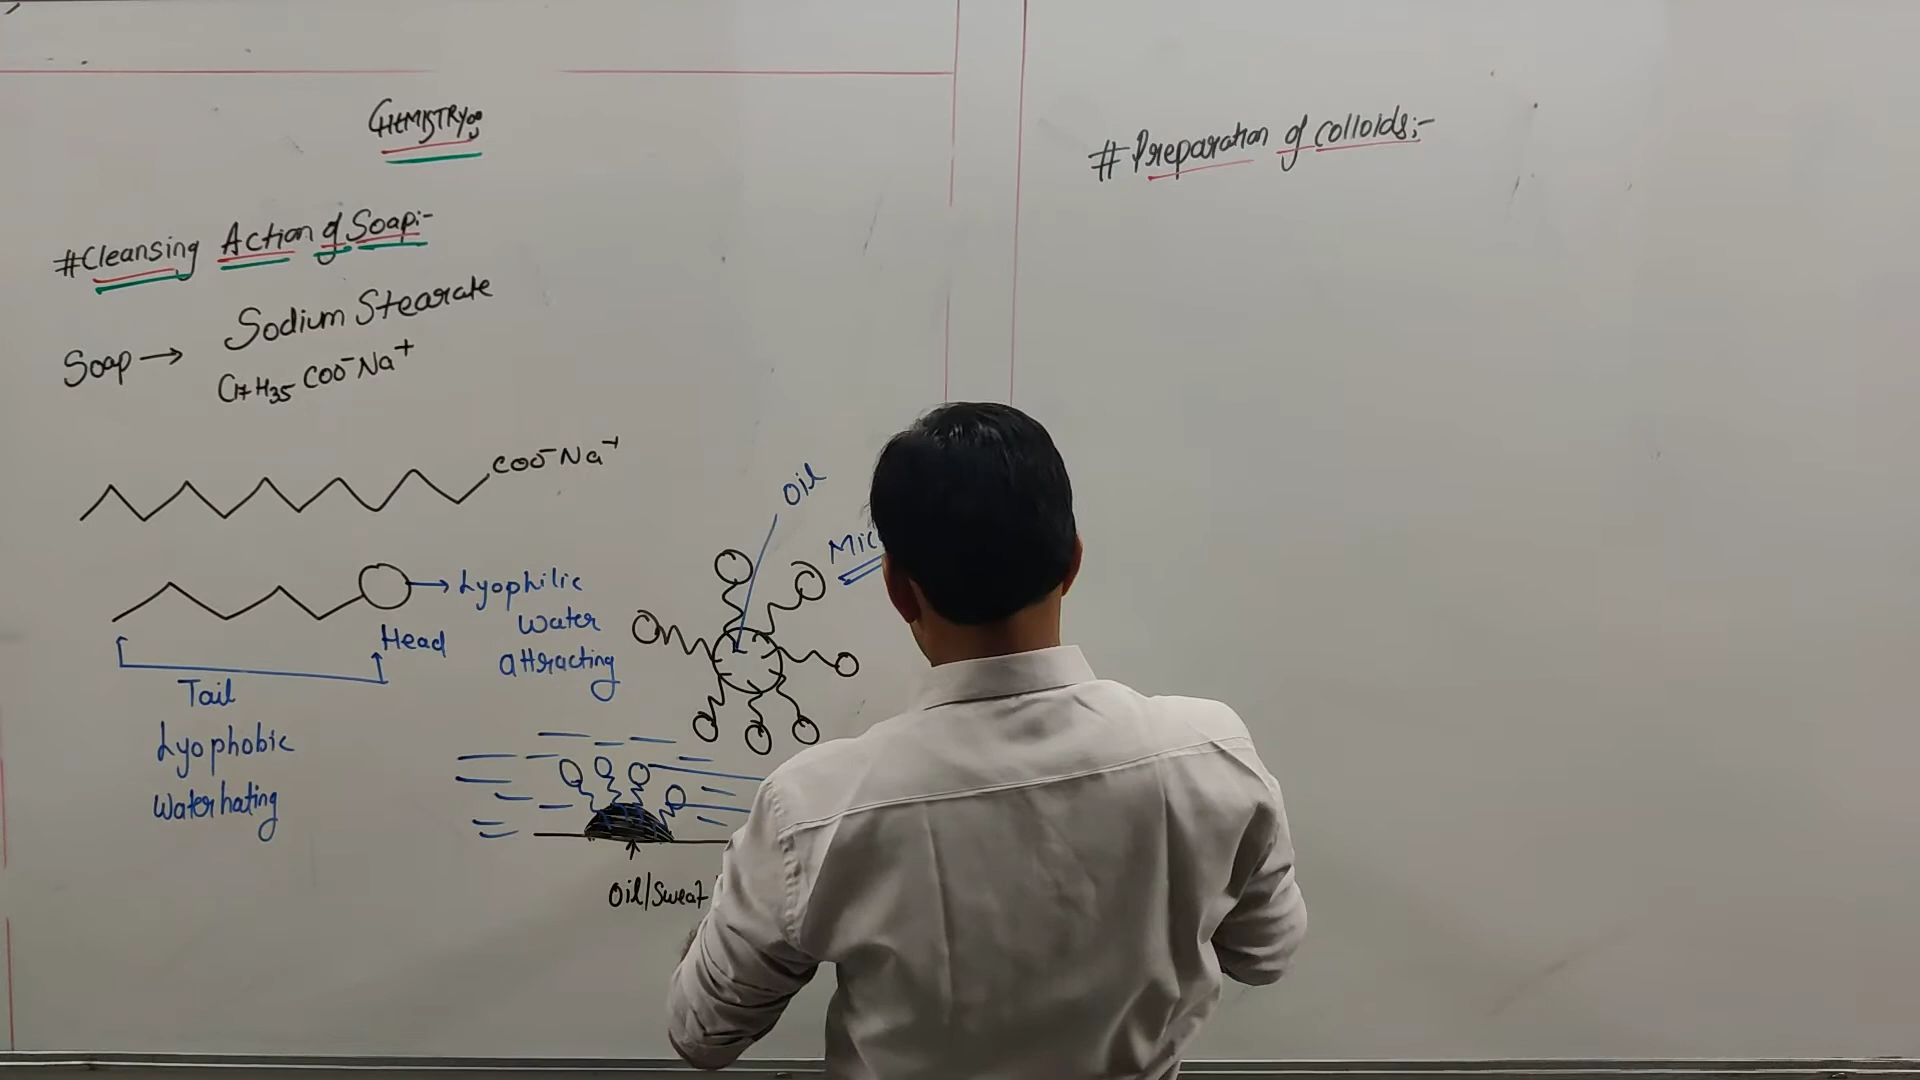 CHEMISTRY
#Cleansing Action of Soap:-
Soap → Sodium Stearate
C17H35 COO⁻Na⁺
COO⁻Na⁺
Oil
→ Lyophilic
Water
attracting
Head
Tail
Lyophobic
Water hating
Oil/Sweat
# Preparation of colloids:-